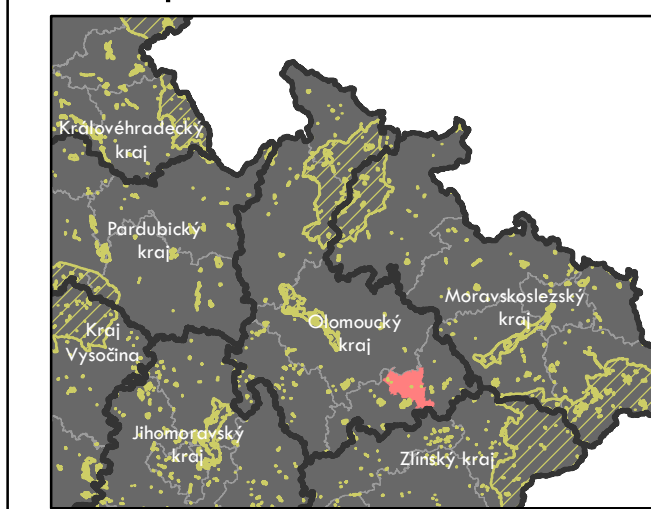 Královéhradecký
kraj
Pardubický
kraj
Moravskoslezský
kraj
Olomoucký
kraj
Kraj
Vysočina
Jihomoravský
kraj
Zlínský kraj